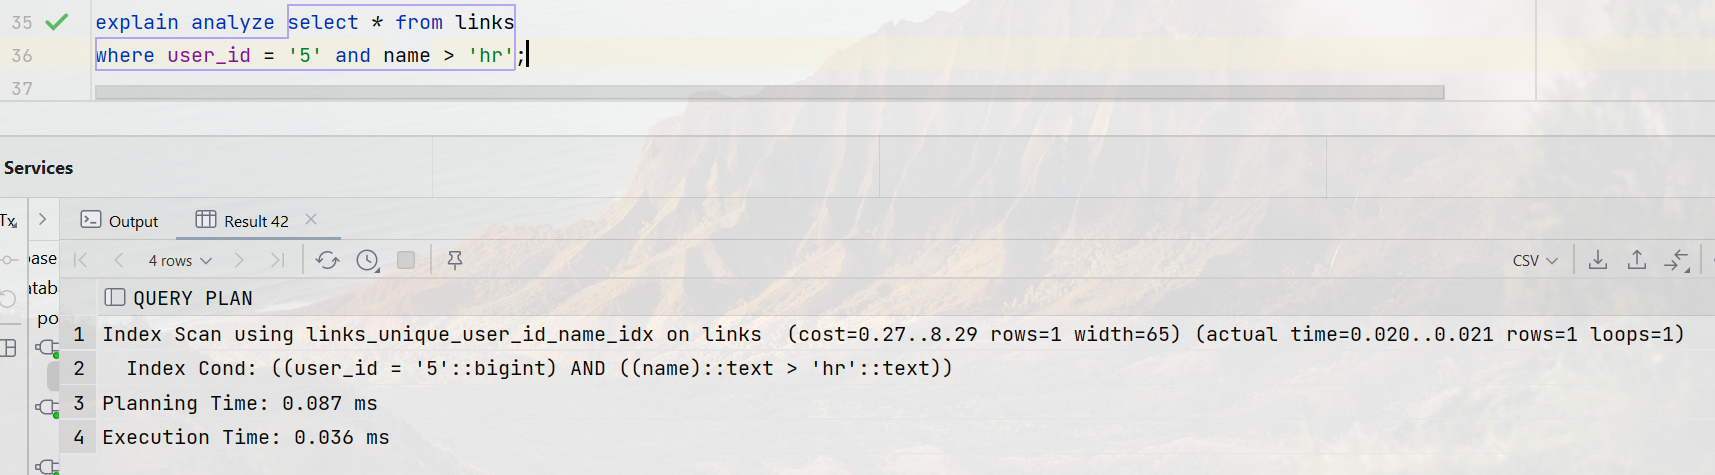 35 explain analyze select * from links
36 where user_id = '5' and name > 'hr';
37
Services
Tx
Output Result 42
4 rows CSV
QUERY PLAN
1 Index Scan using links_unique_user_id_name_idx on links (cost=0.27..8.29 rows=1 width=65) (actual time=0.020..0.021 rows=1 loops=1)
2 Index Cond: ((user_id = '5'::bigint) AND ((name)::text > 'hr'::text))
3 Planning Time: 0.087 ms
4 Execution Time: 0.036 ms
base
atab
po